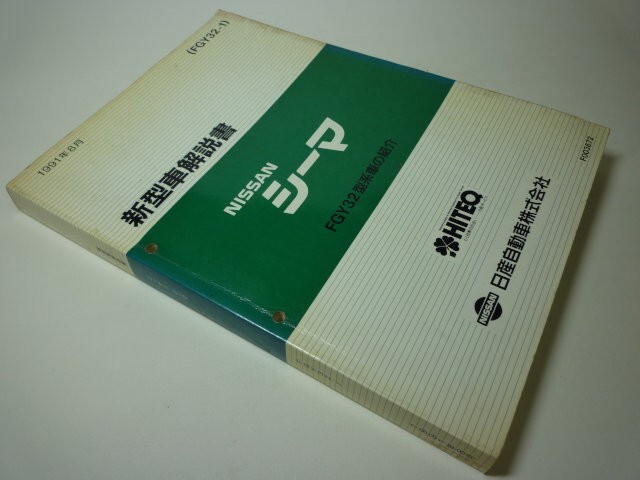 (FGY32-1)
1991年8月
新型車解説書
NISSAN
シーマ
FGY32型系車の紹介
HITEQ
NISSAN
日産自動車株式会社
F003672